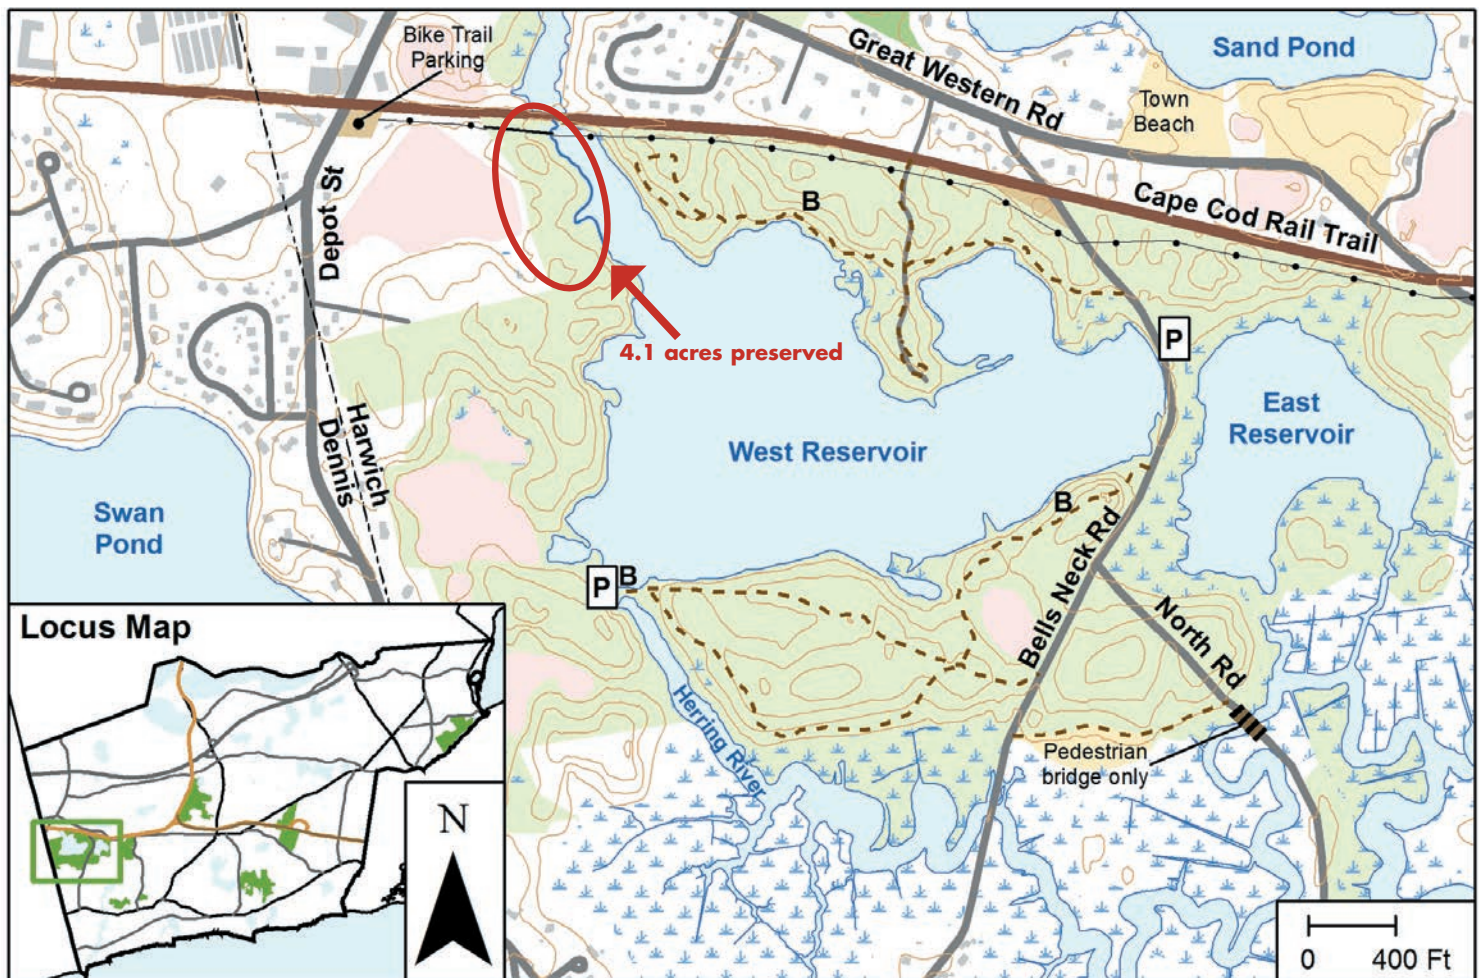 Bike Trail
Parking
Great Western Rd
Sand Pond
Town
Beach
Depot St
B
Cape Cod Rail Trail
P
4.1 acres preserved
Harwich
Dennis
West Reservoir
East
Reservoir
Swan
Pond
B
Bells Neck Rd
P
B
North Rd
Herring River
Pedestrian
bridge only
Locus Map
N
0 400 Ft